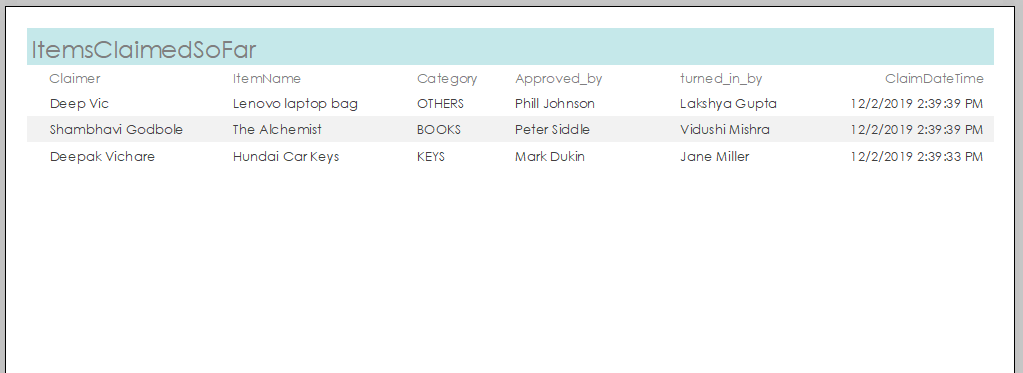 ItemsClaimedSoFar
Claimer ItemName Category Approved_by turned_in_by ClaimDateTime
Deep Vic Lenovo laptop bag OTHERS Phill Johnson Lakshya Gupta 12/2/2019 2:39:39 PM
Shambhavi Godbole The Alchemist BOOKS Peter Siddle Vidushi Mishra 12/2/2019 2:39:39 PM
Deepak Vichare Hundai Car Keys KEYS Mark Dukin Jane Miller 12/2/2019 2:39:33 PM